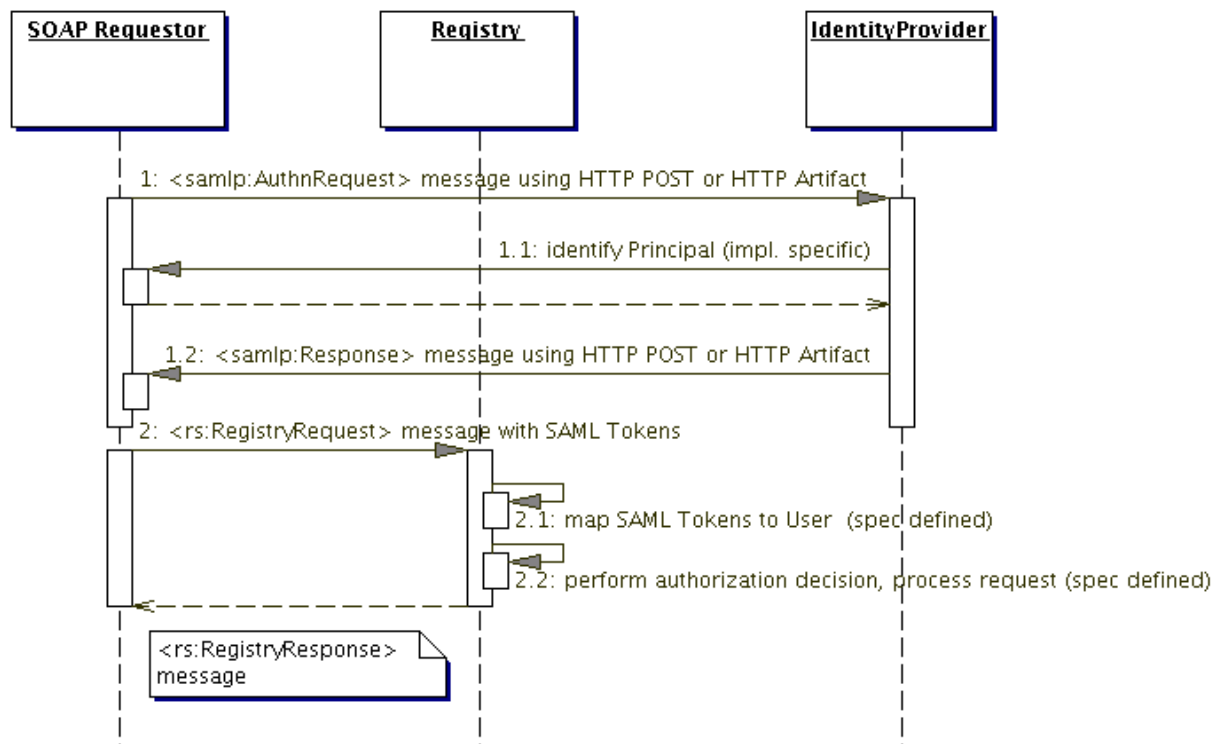 SOAP Requestor
Registry
IdentityProvider
1: <samlp:AuthnRequest> message using HTTP POST or HTTP Artifact
1.1: identify Principal (impl. specific)
1.2: <samlp:Response> message using HTTP POST or HTTP Artifact
2: <rs:RegistryRequest> message with SAML Tokens
2.1: map SAML Tokens to User (spec defined)
2.2: perform authorization decision, process request (spec defined)
<rs:RegistryResponse>
message